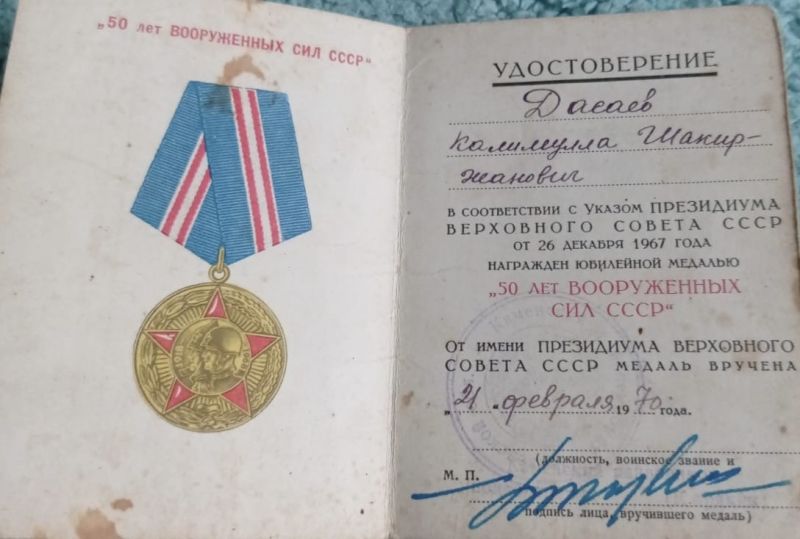 „50 лет ВООРУЖЕННЫХ СИЛ СССР“
УДОСТОВЕРЕНИЕ
Дасаев
Калимулла Шакир-
жанович
В СООТВЕТСТВИИ С УКАЗОМ ПРЕЗИДИУМА
ВЕРХОВНОГО СОВЕТА СССР
ОТ 26 ДЕКАБРЯ 1967 ГОДА
НАГРАЖДЕН ЮБИЛЕЙНОЙ МЕДАЛЬЮ
„50 ЛЕТ ВООРУЖЕННЫХ
СИЛ СССР“
ОТ ИМЕНИ ПРЕЗИДИУМА ВЕРХОВНОГО
СОВЕТА СССР МЕДАЛЬ ВРУЧЕНА
„21“ февраля 1970 года.
(должность, воинское звание и
М. П.
подпись лица, вручившего медаль)